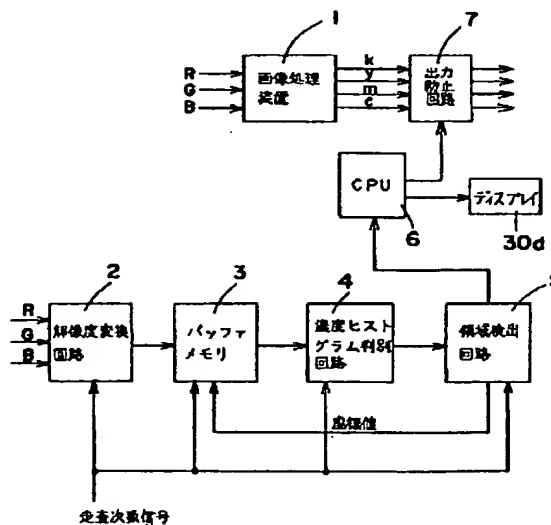 1
7
R
G
B
画像処理
装置
k
y
m
c
出力
防止
回路
CPU
6
ディスプレイ
30d
2
3
4
R
G
B
解像度変換
回路
バッファ
メモリ
濃度ヒスト
グラム判別
回路
領域検出
回路
座標値
走査次数信号